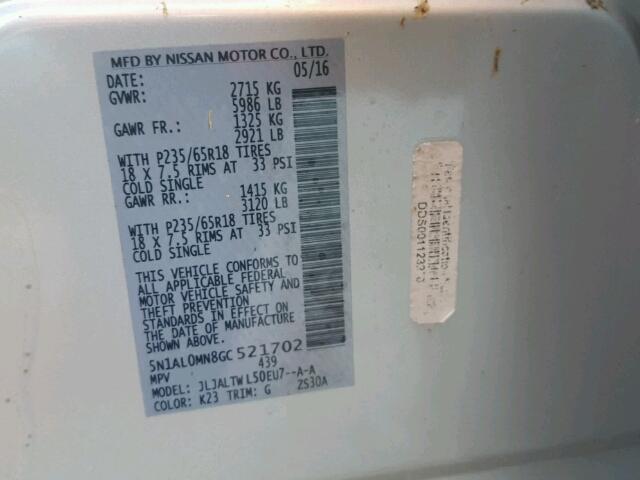 MFD BY NISSAN MOTOR CO., LTD.
DATE: 05/16
GVWR: 2715 KG
5986 LB
GAWR FR.: 1325 KG
2921 LB
WITH P235/65R18 TIRES
18 X 7.5 RIMS AT 33 PSI
COLD SINGLE
GAWR RR.: 1415 KG
3120 LB
WITH P235/65R18 TIRES
18 X 7.5 RIMS AT 33 PSI
COLD SINGLE
THIS VEHICLE CONFORMS TO
ALL APPLICABLE FEDERAL
MOTOR VEHICLE SAFETY AND
THEFT PREVENTION
STANDARDS IN EFFECT ON
THE DATE OF MANUFACTURE
SHOWN ABOVE.
5N1AL0MN8GC521702
MPV 439
MODEL: JLJALTWL50EU7--A-A
COLOR: K23 TRIM: G 2S30A